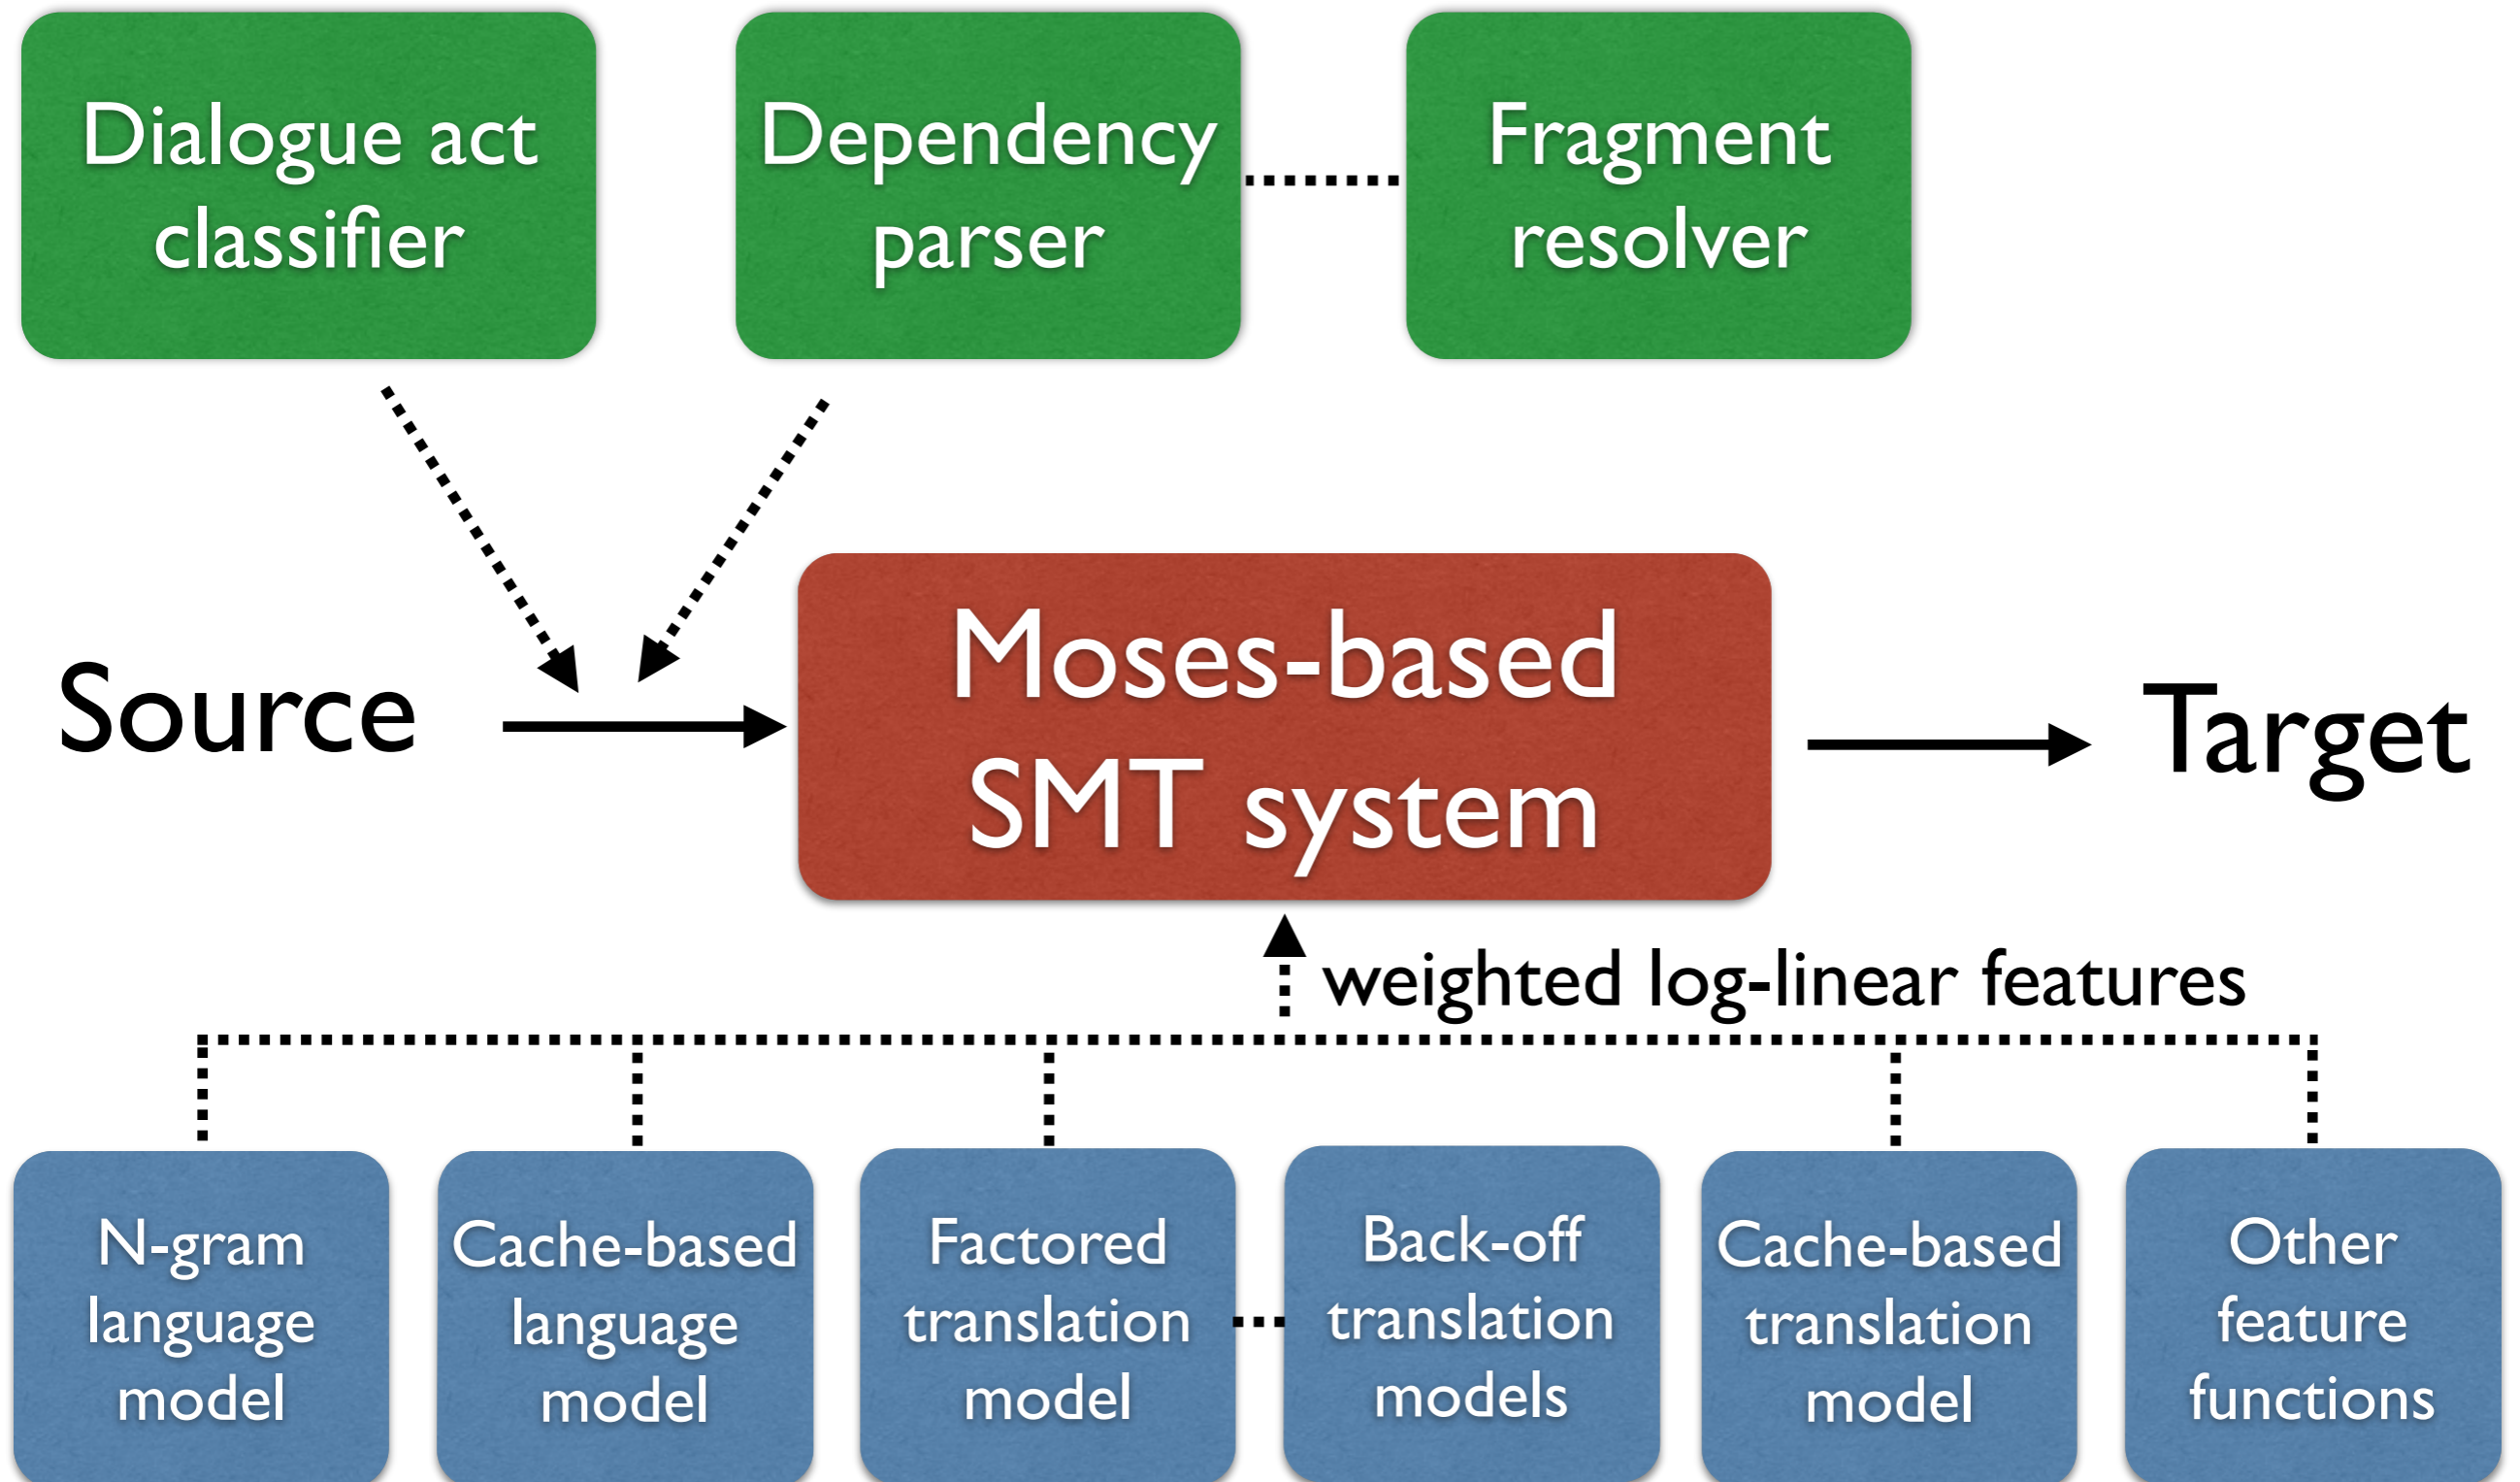 Dialogue act
classifier
Dependency
parser
Fragment
resolver
Source
Moses-based
SMT system
Target
weighted log-linear features
N-gram
language
model
Cache-based
language
model
Factored
translation
model
Back-off
translation
models
Cache-based
translation
model
Other
feature
functions